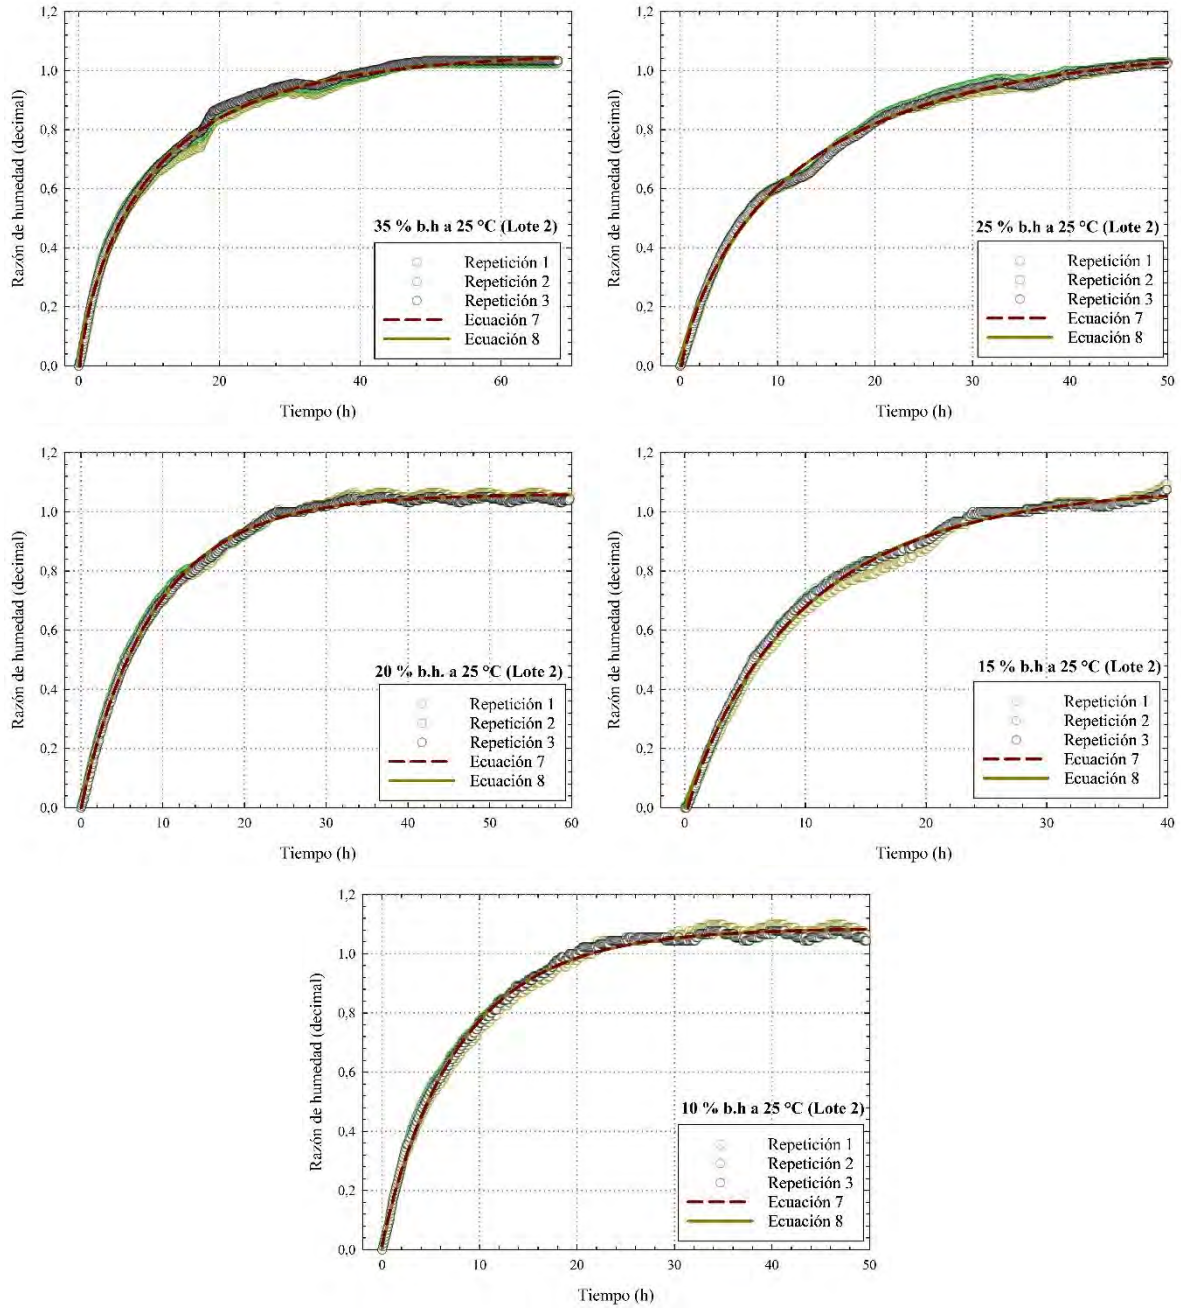 1,2
1,0
0,8
0,6
0,4
0,2
0,0
Razón de humedad (decimal)
35 % b.h a 25 °C (Lote 2)
Repetición 1
Repetición 2
Repetición 3
Ecuación 7
Ecuación 8
0 20 40 60
Tiempo (h)
1,2
1,0
0,8
0,6
0,4
0,2
0,0
Razón de humedad (decimal)
25 % b.h a 25 °C (Lote 2)
Repetición 1
Repetición 2
Repetición 3
Ecuación 7
Ecuación 8
0 10 20 30 40 50
Tiempo (h)
1,2
1,0
0,8
0,6
0,4
0,2
0,0
Razón de humedad (decimal)
20 % b.h. a 25 °C (Lote 2)
Repetición 1
Repetición 2
Repetición 3
Ecuación 7
Ecuación 8
0 10 20 30 40 50 60
Tiempo (h)
1,2
1,0
0,8
0,6
0,4
0,2
0,0
Razón de humedad (decimal)
15 % b.h a 25 °C (Lote 2)
Repetición 1
Repetición 2
Repetición 3
Ecuación 7
Ecuación 8
0 10 20 30 40
Tiempo (h)
1,2
1,0
0,8
0,6
0,4
0,2
0,0
Razón de humedad (decimal)
10 % b.h a 25 °C (Lote 2)
Repetición 1
Repetición 2
Repetición 3
Ecuación 7
Ecuación 8
0 10 20 30 40 50
Tiempo (h)